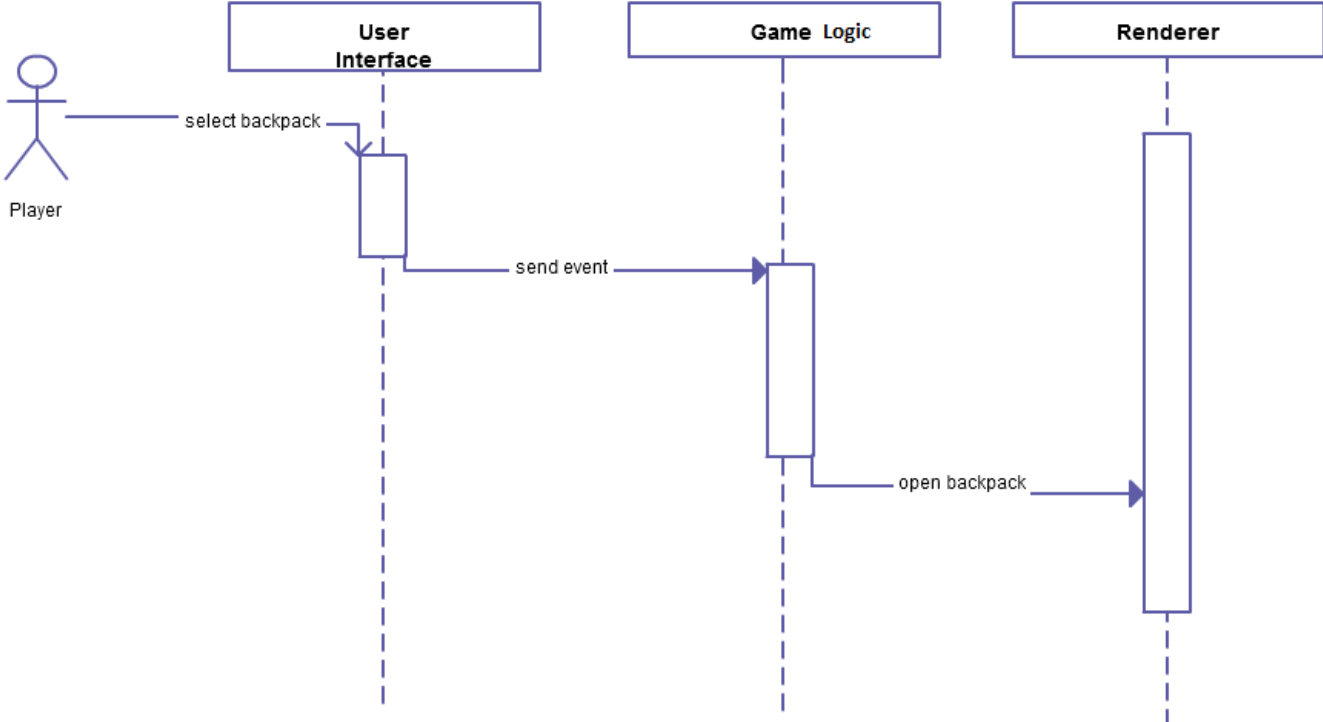 User
Interface
Game Logic
Renderer
select backpack
Player
send event
open backpack